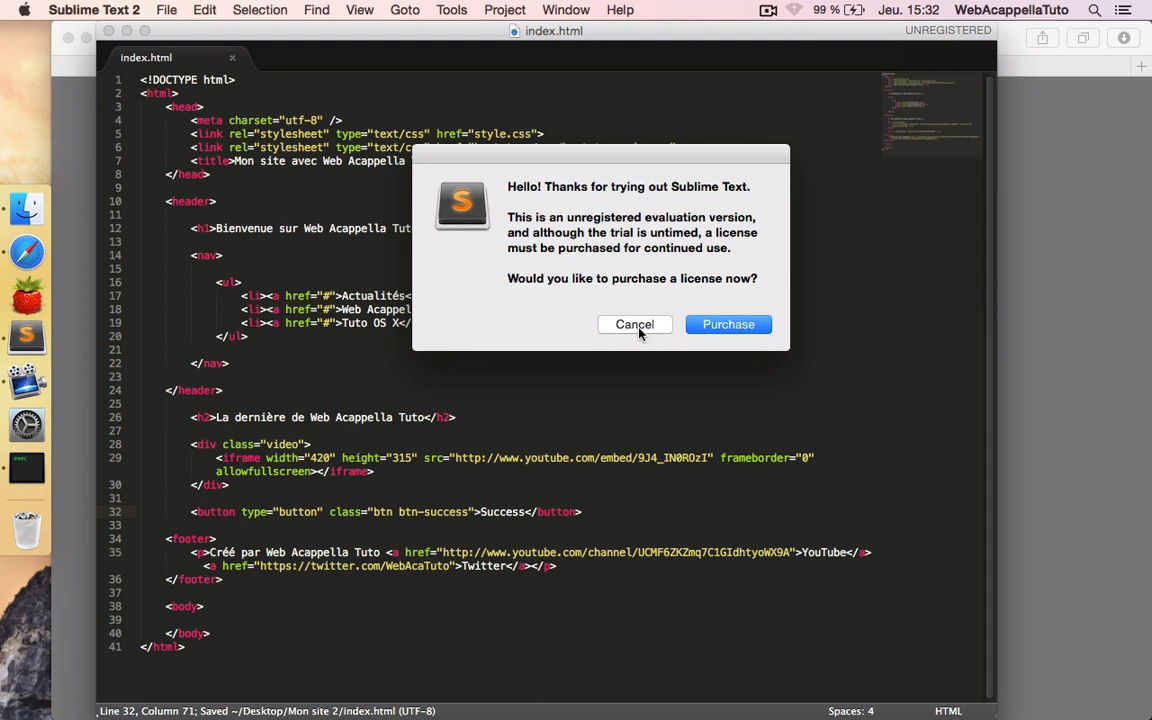 Sublime Text 2 File Edit Selection Find View Goto Tools Project Window Help 99 % Jeu. 15:32 WebAcappellaTuto
index.html UNREGISTERED
index.html
1 <!DOCTYPE html>
2 <html>
3 <head>
4 <meta charset="utf-8" />
5 <link rel="stylesheet" type="text/css" href="style.css">
6 <link rel="stylesheet" type="text/c
7 <title>Mon site avec Web Acappella
8 </head>
9
10 <header>
11
12 <h1>Bienvenue sur Web Acappella Tut
13
14 <nav>
15
16 <ul>
17 <li><a href="#">Actualités<
18 <li><a href="#">Web Acappel
19 <li><a href="#">Tuto OS X</
20 </ul>
21
22 </nav>
23
24 </header>
25
26 <h2>La dernière de Web Acappella Tuto</h2>
27
28 <div class="video">
29 <iframe width="420" height="315" src="http://www.youtube.com/embed/9J4_IN0ROzI" frameborder="0"
allowfullscreen></iframe>
30 </div>
31
32 <button type="button" class="btn btn-success">Success</button>
33
34 <footer>
35 <p>Créé par Web Acappella Tuto <a href="http://www.youtube.com/channel/UCMF6ZKZmq7C1GIdhtyoWX9A">YouTube</a>
<a href="https://twitter.com/WebAcaTuto">Twitter</a></p>
36 </footer>
37
38 <body>
39
40 </body>
41 </html>
Hello! Thanks for trying out Sublime Text.
This is an unregistered evaluation version,
and although the trial is untimed, a license
must be purchased for continued use.
Would you like to purchase a license now?
Cancel Purchase
exec
Line 32, Column 71; Saved ~/Desktop/Mon site 2/index.html (UTF-8) Spaces: 4 HTML